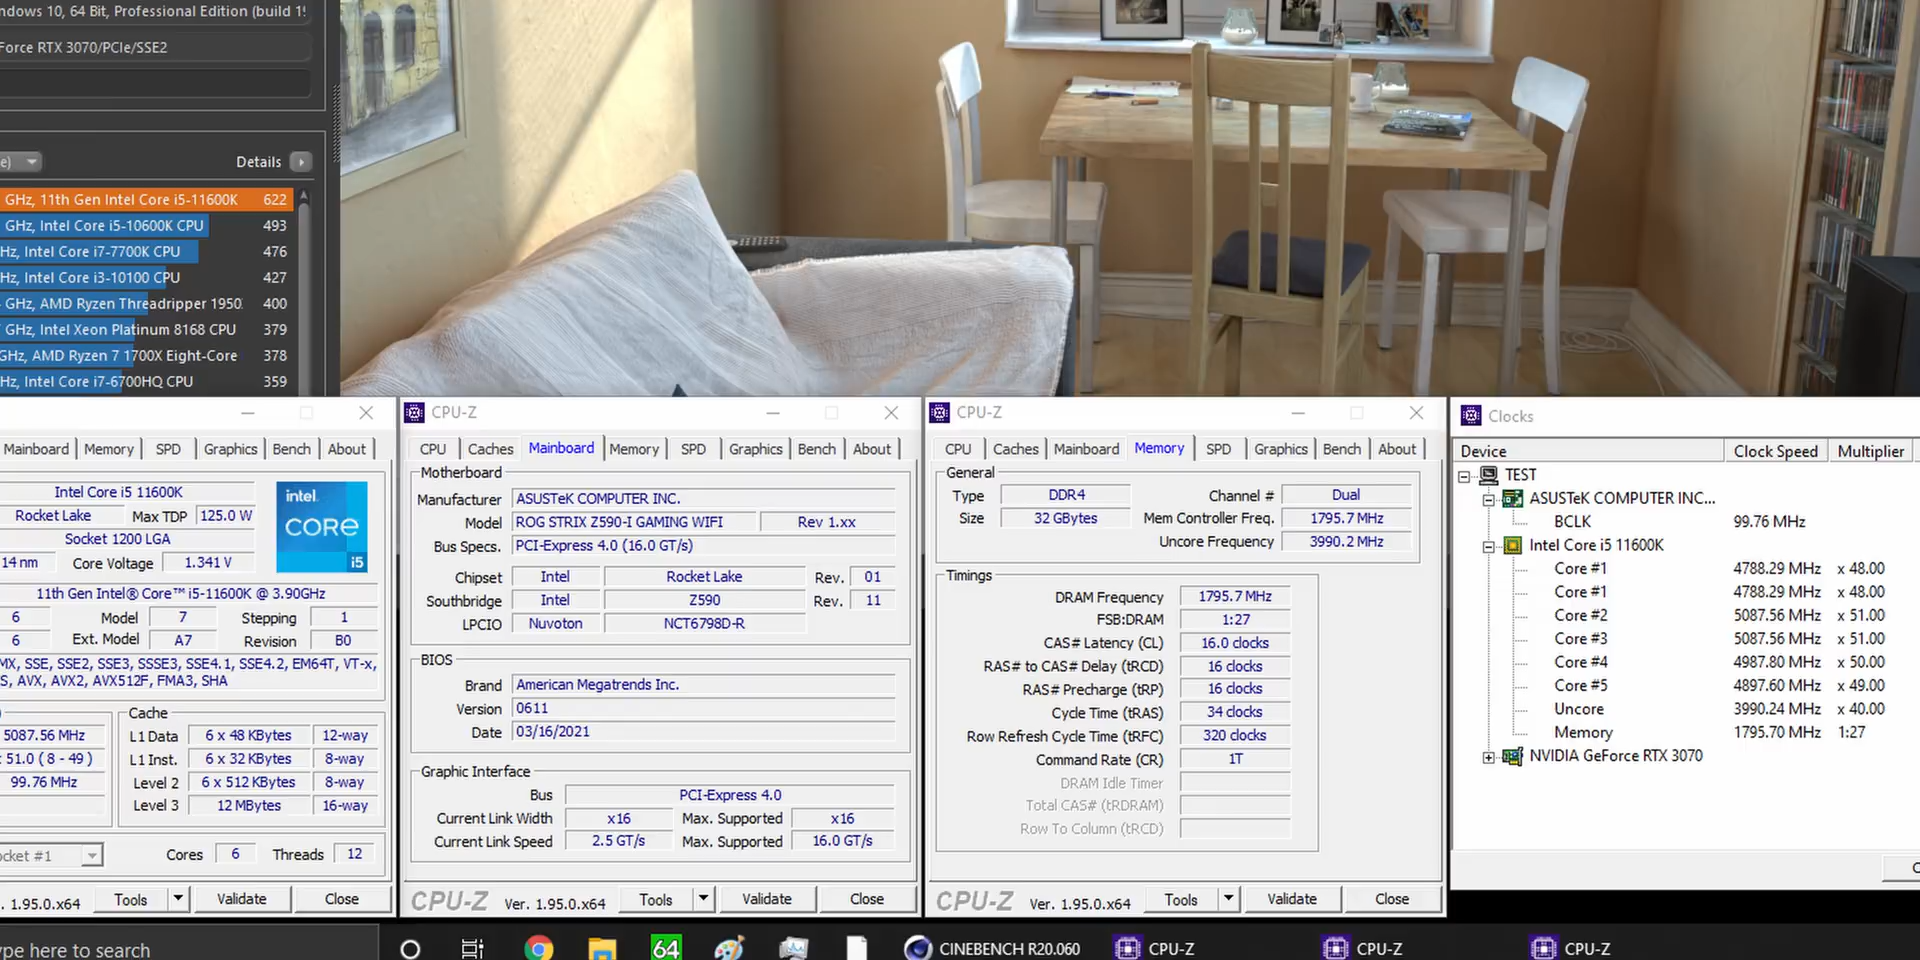 ndows 10, 64 Bit, Professional Edition (build 19
Force RTX 3070/PCIe/SSE2
e)
Details
GHz, 11th Gen Intel Core i5-11600K 622
GHz, Intel Core i5-10600K CPU 493
Hz, Intel Core i7-7700K CPU 476
Hz, Intel Core i3-10100 CPU 427
GHz, AMD Ryzen Threadripper 1950 400
GHz, Intel Xeon Platinum 8168 CPU 379
GHz, AMD Ryzen 7 1700X Eight-Core 378
Hz, Intel Core i7-6700HQ CPU 359
Mainboard Memory SPD Graphics Bench About
Intel Core i5 11600K
Rocket Lake Max TDP 125.0 W
Socket 1200 LGA
14 nm Core Voltage 1.341 V
intel
CORE
i5
11th Gen Intel® Core™ i5-11600K @ 3.90GHz
6 Model 7 Stepping 1
6 Ext. Model A7 Revision B0
MX, SSE, SSE2, SSE3, SSSE3, SSE4.1, SSE4.2, EM64T, VT-x,
S, AVX, AVX2, AVX512F, FMA3, SHA
5087.56 MHz
51.0 ( 8 - 49 )
99.76 MHz
Cache
L1 Data 6 x 48 KBytes 12-way
L1 Inst. 6 x 32 KBytes 8-way
Level 2 6 x 512 KBytes 8-way
Level 3 12 MBytes 16-way
ocket #1
Cores 6 Threads 12
. 1.95.0.x64 Tools Validate Close
CPU-Z
CPU Caches Mainboard Memory SPD Graphics Bench About
Motherboard
Manufacturer ASUSTeK COMPUTER INC.
Model ROG STRIX Z590-I GAMING WIFI Rev 1.xx
Bus Specs. PCI-Express 4.0 (16.0 GT/s)
Chipset Intel Rocket Lake Rev. 01
Southbridge Intel Z590 Rev. 11
LPCIO Nuvoton NCT6798D-R
BIOS
Brand American Megatrends Inc.
Version 0611
Date 03/16/2021
Graphic Interface
Bus PCI-Express 4.0
Current Link Width x16 Max. Supported x16
Current Link Speed 2.5 GT/s Max. Supported 16.0 GT/s
CPU-Z Ver. 1.95.0.x64 Tools Validate Close
CPU-Z
CPU Caches Mainboard Memory SPD Graphics Bench About
General
Type DDR4 Channel # Dual
Size 32 GBytes Mem Controller Freq. 1795.7 MHz
Uncore Frequency 3990.2 MHz
Timings
DRAM Frequency 1795.7 MHz
FSB:DRAM 1:27
CAS# Latency (CL) 16.0 clocks
RAS# to CAS# Delay (tRCD) 16 clocks
RAS# Precharge (tRP) 16 clocks
Cycle Time (tRAS) 34 clocks
Row Refresh Cycle Time (tRFC) 320 clocks
Command Rate (CR) 1T
DRAM Idle Timer
Total CAS# (tRDRAM)
Row To Column (tRCD)
CPU-Z Ver. 1.95.0.x64 Tools Validate Close
Clocks
Device Clock Speed Multiplier
TEST
ASUSTeK COMPUTER INC...
BCLK 99.76 MHz
Intel Core i5 11600K
Core #1 4788.29 MHz x 48.00
Core #1 4788.29 MHz x 48.00
Core #2 5087.56 MHz x 51.00
Core #3 5087.56 MHz x 51.00
Core #4 4987.80 MHz x 50.00
Core #5 4897.60 MHz x 49.00
Uncore 3990.24 MHz x 40.00
Memory 1795.70 MHz 1:27
NVIDIA GeForce RTX 3070
ype here to search
64
CINEBENCH R20.060
CPU-Z
CPU-Z
CPU-Z